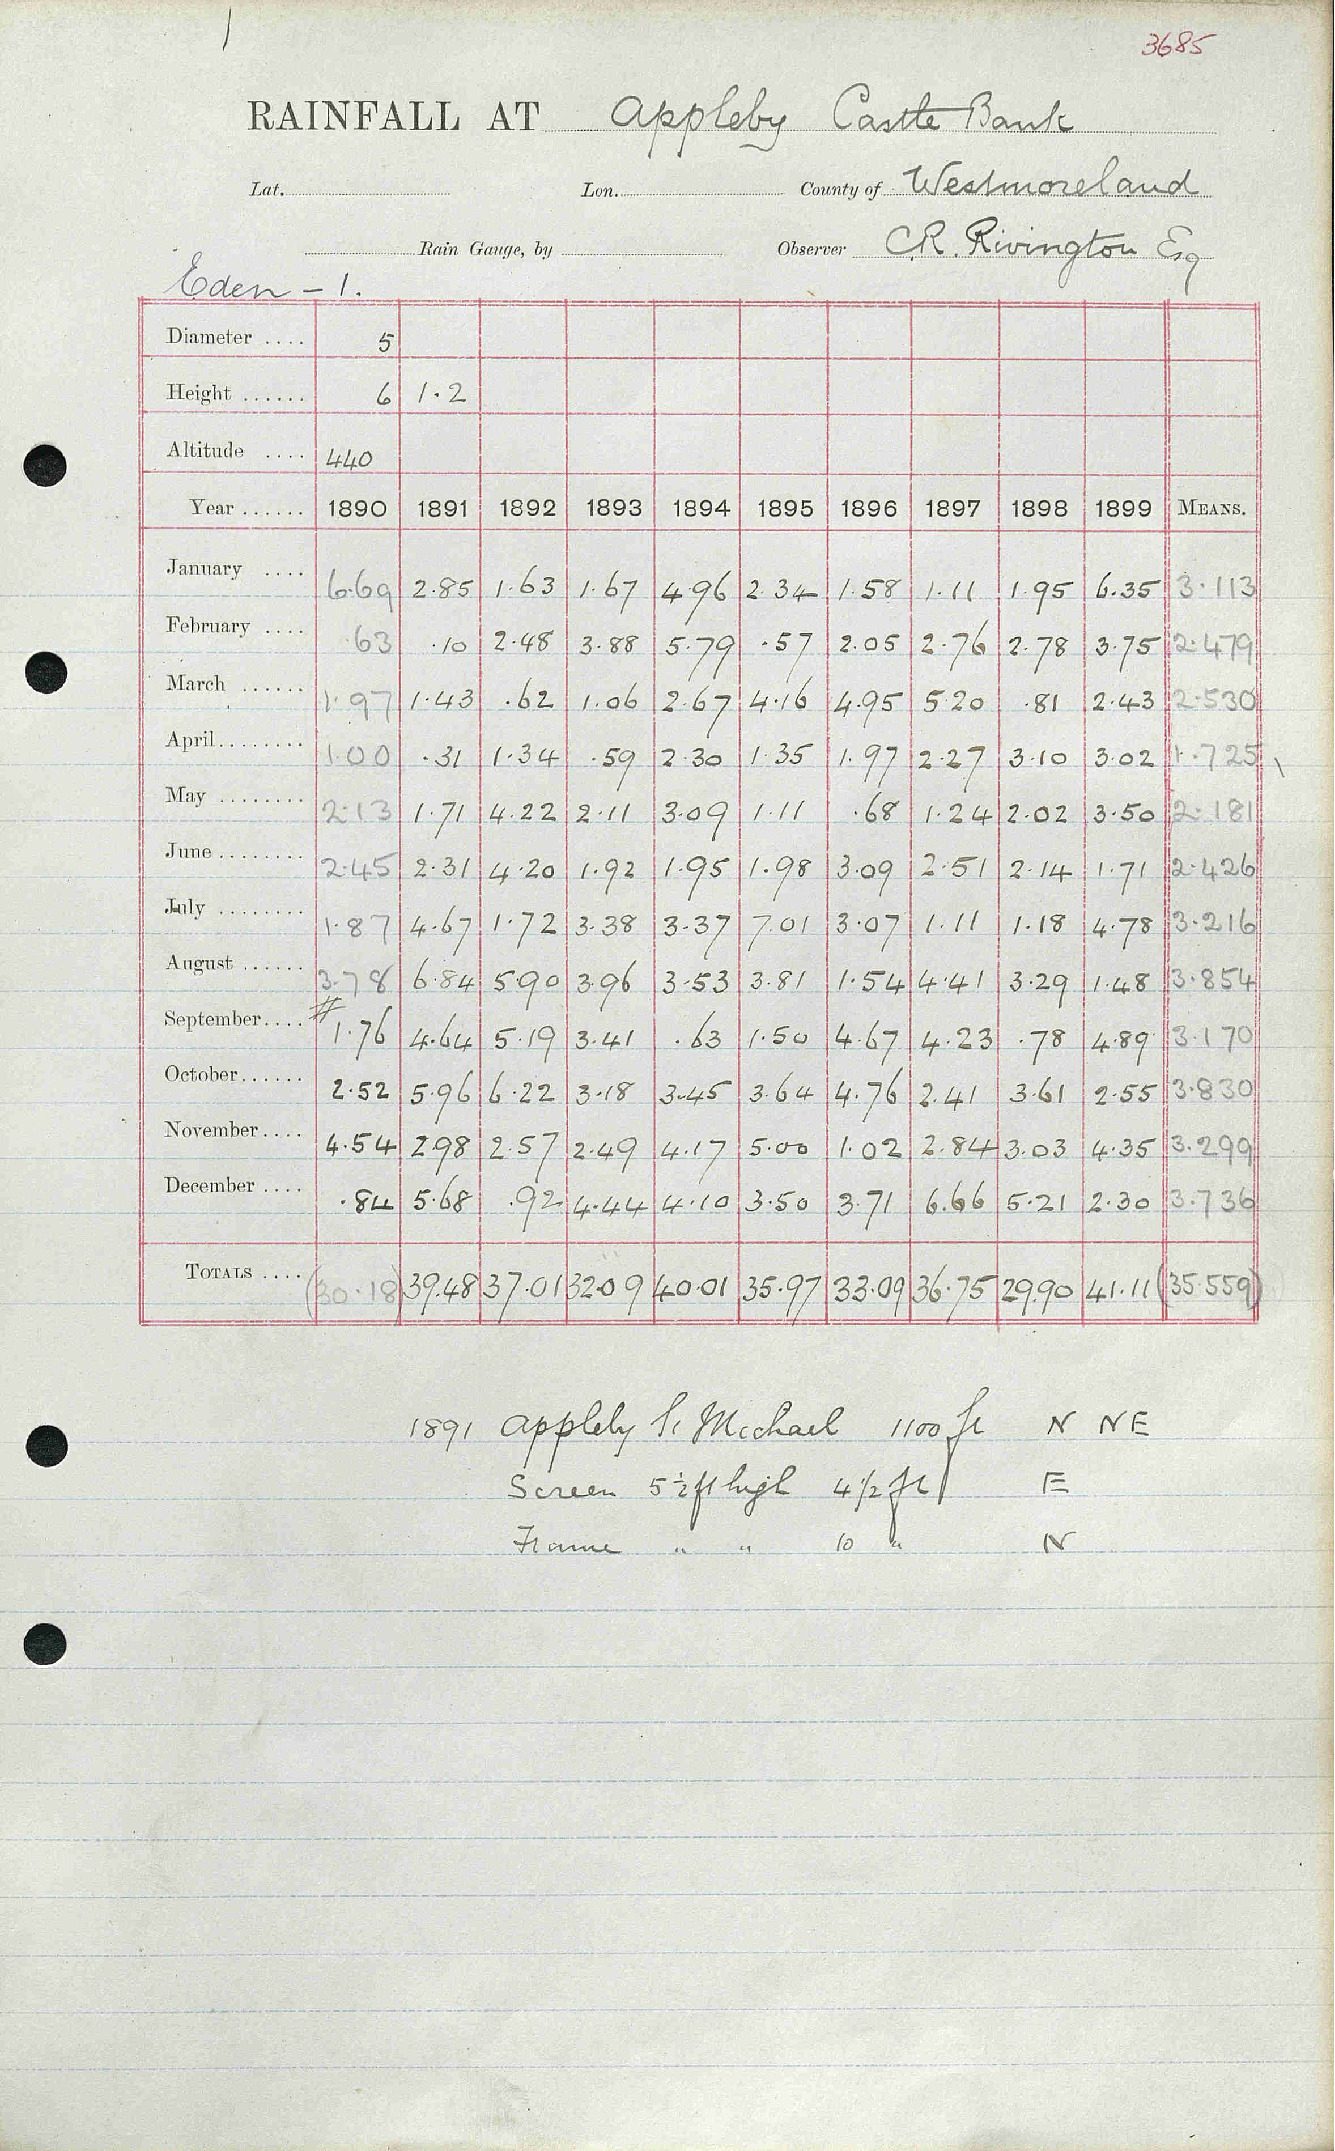 3685
RAINFALL AT Appleby Castle Bank
Lat. Lon. County of Westmoreland
Rain Gauge, by Observer C.R. Rivington Esq
Eden - 1.
Diameter .... 5
Height ...... 6 1.2
Altitude .... 440
Year ...... 1890 1891 1892 1893 1894 1895 1896 1897 1898 1899 MEANS.
January .... 6.69 2.85 1.63 1.67 4.96 2.34 1.58 1.11 1.95 6.35 3.113
February .... .63 .10 2.48 3.88 5.79 .57 2.05 2.76 2.78 3.75 2.479
March ...... 1.97 1.43 .62 1.06 2.67 4.16 4.95 5.20 .81 2.43 2.530
April........ 1.00 .31 1.34 .59 2.30 1.35 1.97 2.27 3.10 3.02 1.725
May ........ 2.13 1.71 4.22 2.11 3.09 1.11 .68 1.24 2.02 3.50 2.181
June........ 2.45 2.31 4.20 1.92 1.95 1.98 3.09 2.51 2.14 1.71 2.426
July ........ 1.87 4.67 1.72 3.38 3.37 7.01 3.07 1.11 1.18 4.78 3.216
August ...... 3.78 6.84 5.90 3.96 3.53 3.81 1.54 4.41 3.29 1.48 3.854
September.... # 1.76 4.64 5.19 3.41 .63 1.50 4.67 4.23 .78 4.89 3.170
October...... 2.52 5.96 6.22 3.18 3.45 3.64 4.76 2.41 3.61 2.55 3.830
November.... 4.54 2.98 2.57 2.49 4.17 5.00 1.02 2.84 3.03 4.35 3.299
December .... .84 5.68 .92 4.44 4.10 3.50 3.71 6.66 5.21 2.30 3.736
TOTALS .... (30.18) 39.48 37.01 32.09 40.01 35.97 33.09 36.75 29.90 41.11 (35.559)
1891 Appleby St Michael 1100 ft N NE
Screen 5½ ft high 4½ ft E
Frame " " 10 " N